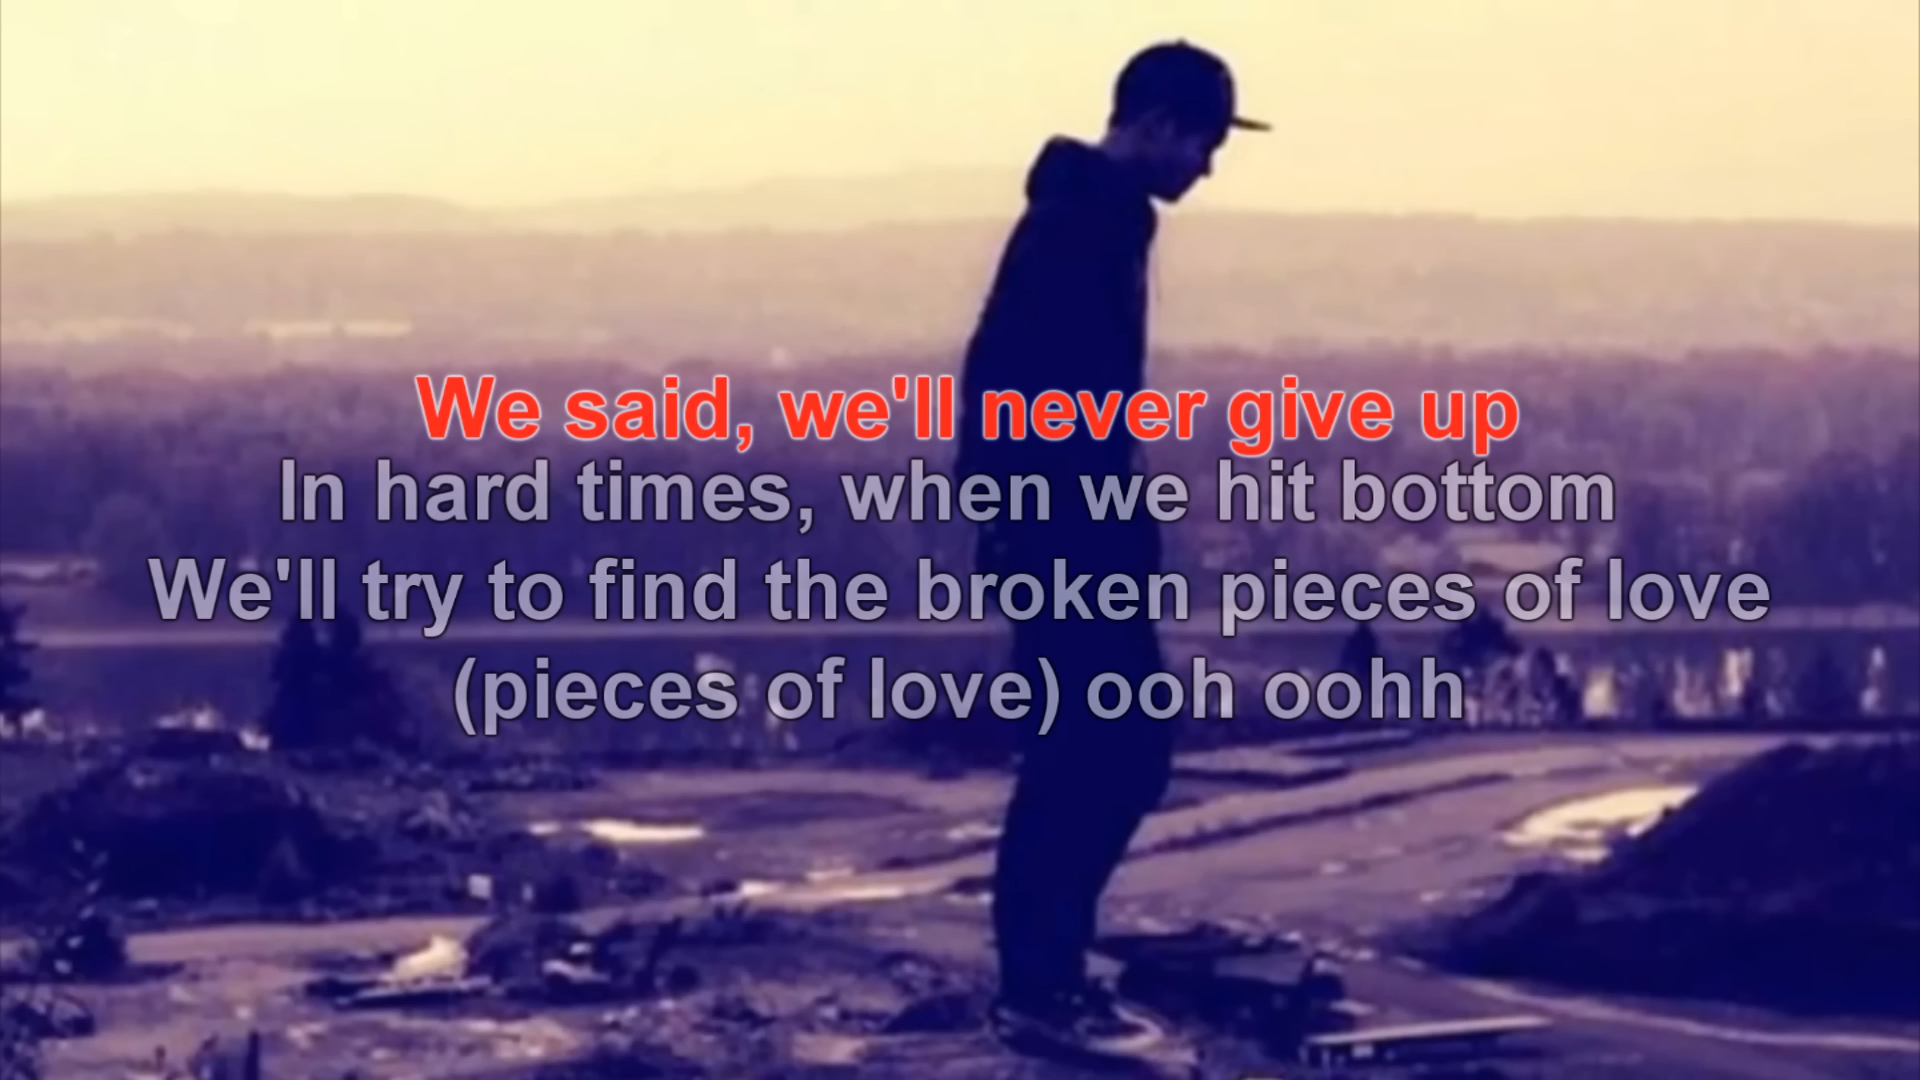 We said, we'll never give up
In hard times, when we hit bottom
We'll try to find the broken pieces of love
(pieces of love) ooh oohh